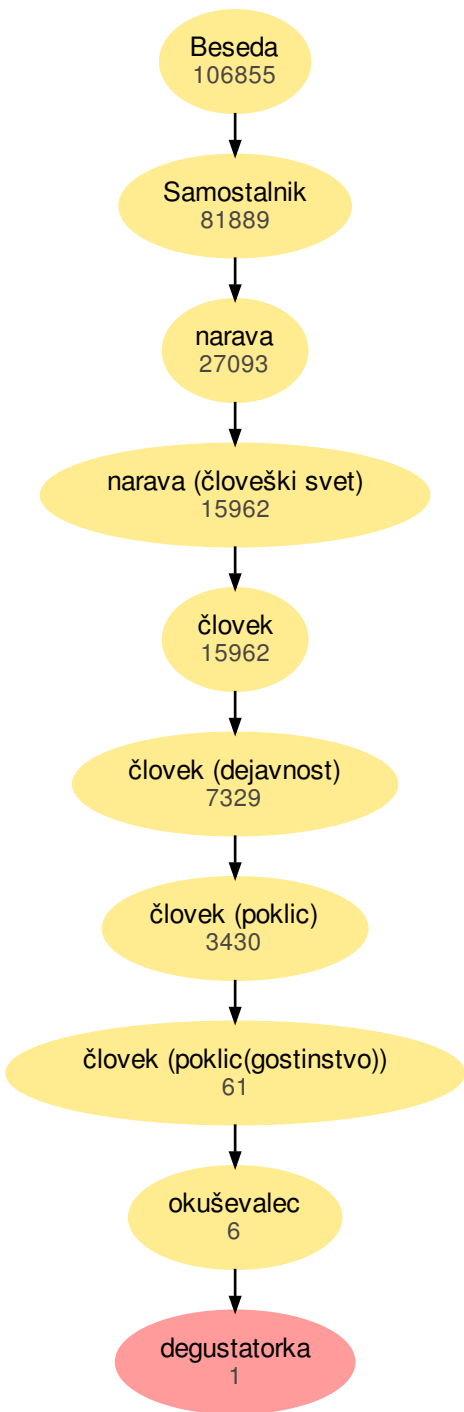 Beseda
106855
Samostalnik
81889
narava
27093
narava (človeški svet)
15962
človek
15962
človek (dejavnost)
7329
človek (poklic)
3430
človek (poklic(gostinstvo))
61
okuševalec
6
degustatorka
1